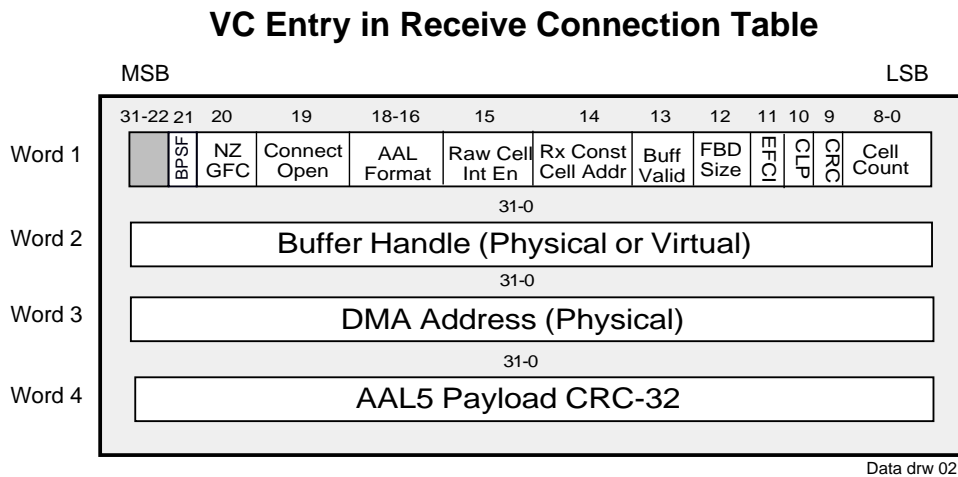 VC Entry in Receive Connection Table
MSB LSB
31-22 21 20 19 18-16 15 14 13 12 11 10 9 8-0
Word 1
BPSF
NZ GFC
Connect Open
AAL Format
Raw Cell Int En
Rx Const Cell Addr
Buff Valid
FBD Size
EFCI
CLP
CRC
Cell Count
31-0
Word 2 Buffer Handle (Physical or Virtual)
31-0
Word 3 DMA Address (Physical)
31-0
Word 4 AAL5 Payload CRC-32
Data drw 02